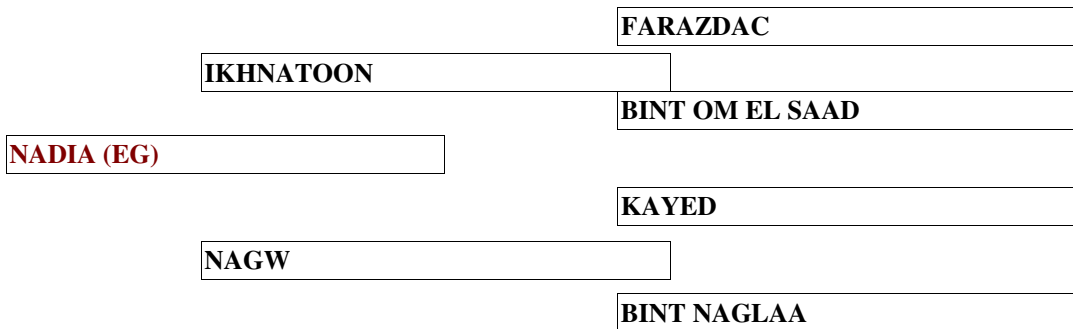 FARAZDAC
IKHNATOON
BINT OM EL SAAD
NADIA (EG)
KAYED
NAGW
BINT NAGLAA